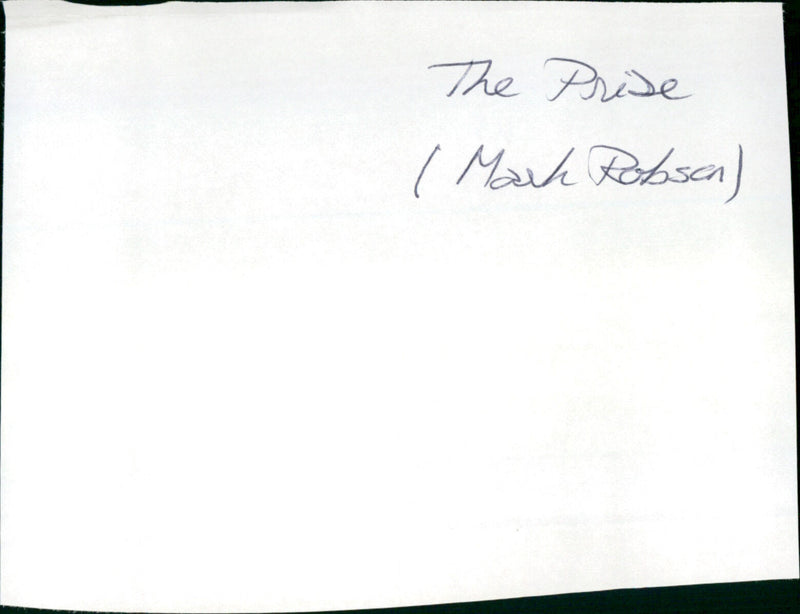 The Prize
(Mark Robson)